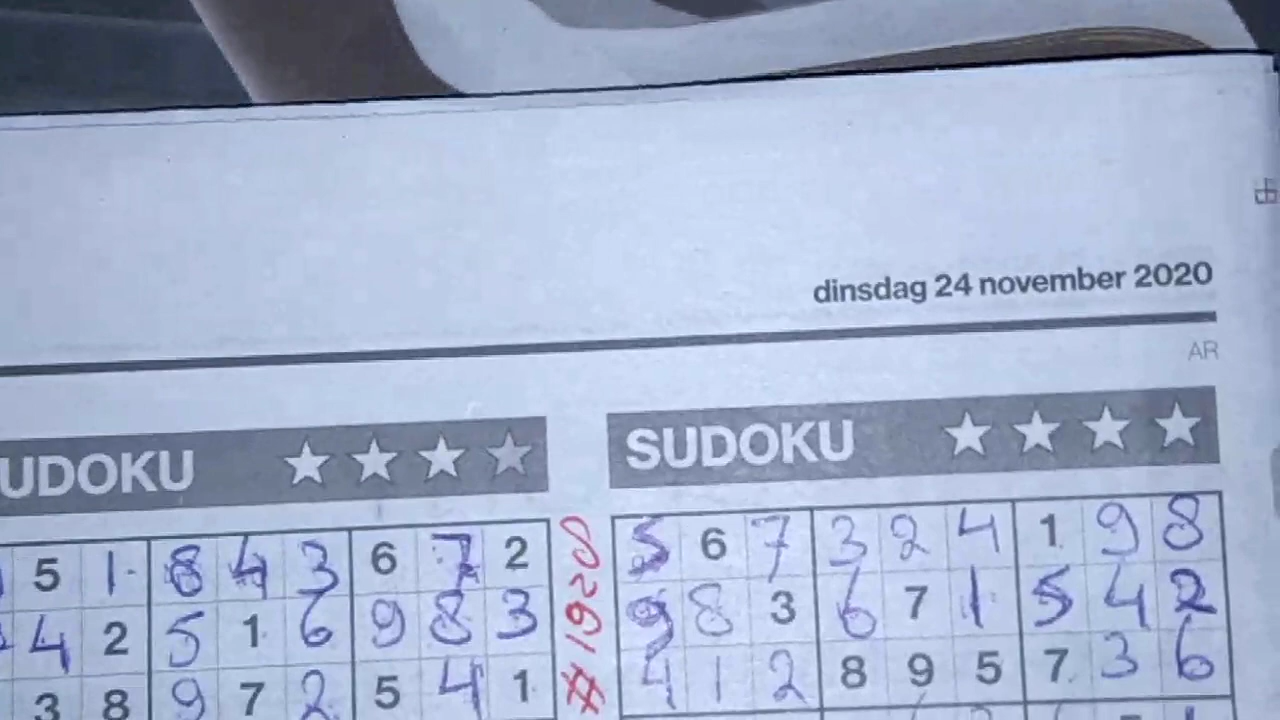 dinsdag 24 november 2020
AR
UDOKU
SUDOKU
5 1 8 4 3 6 7 2
4 2 5 1 6 9 8 3
3 8 9 7 2 5 4 1
#1920
5 6 7 3 2 4 1 9 8
9 8 3 6 7 1 5 4 2
4 1 2 8 9 5 7 3 6